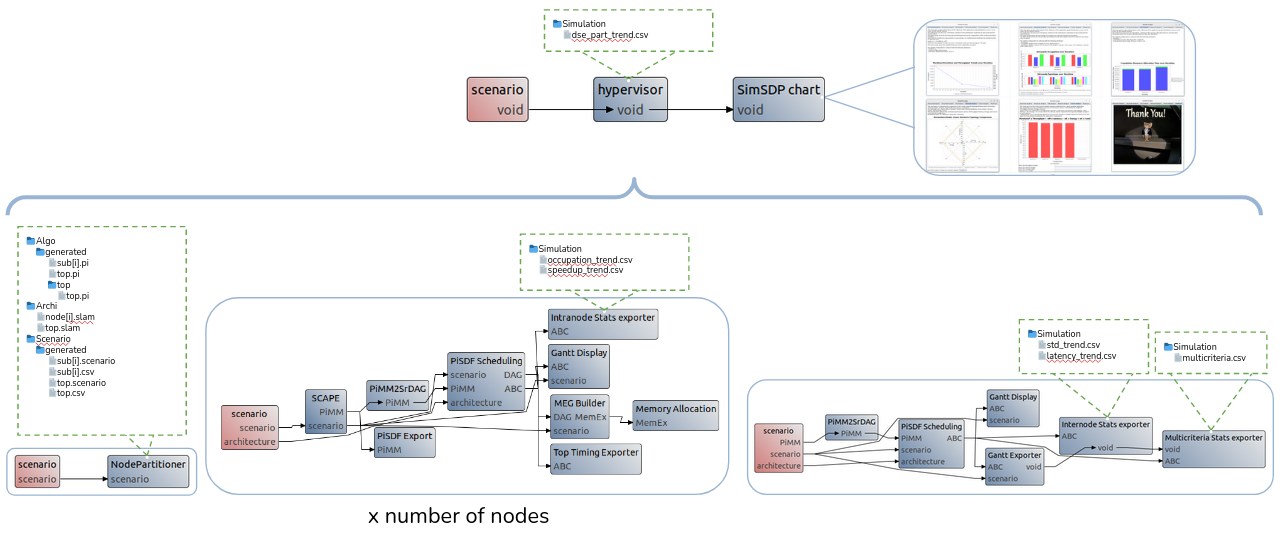 Simulation
dse_part_trend.csv
scenario
void
hypervisor
void
SimSDP chart
void
Thank You!
Algo
generated
sub[i].pi
top.pi
top
top.pi
Archi
node[i].slam
top.slam
Scenario
generated
sub[i].scenario
sub[i].csv
top.scenario
top.csv
scenario
scenario
NodePartitioner
scenario
Simulation
occupation_trend.csv
speedup_trend.csv
scenario
scenario
architecture
SCAPE
PiMM
scenario
PiMM2SrDAG
PiMM
PiSDF Export
PiMM
PiSDF Scheduling
scenario DAG
PiMM ABC
architecture
Intranode Stats exporter
ABC
Gantt Display
ABC
scenario
MEG Builder
DAG MemEx
scenario
Memory Allocation
MemEx
Top Timing Exporter
ABC
x number of nodes
Simulation
std_trend.csv
latency_trend.csv
Simulation
multicriteria.csv
scenario
PiMM
scenario
architecture
PiMM2SrDAG
PiMM
PiSDF Scheduling
PiMM ABC
scenario
architecture
Gantt Display
ABC
scenario
Gantt Exporter
ABC void
scenario
Internode Stats exporter
ABC
void
Multicriteria Stats exporter
void
ABC